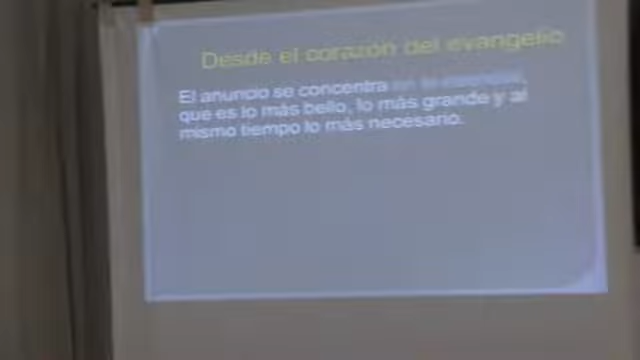 Desde el corazón del evangelio
El anuncio se concentra
que es lo más bello, lo más grande y al
mismo tiempo lo más necesario.